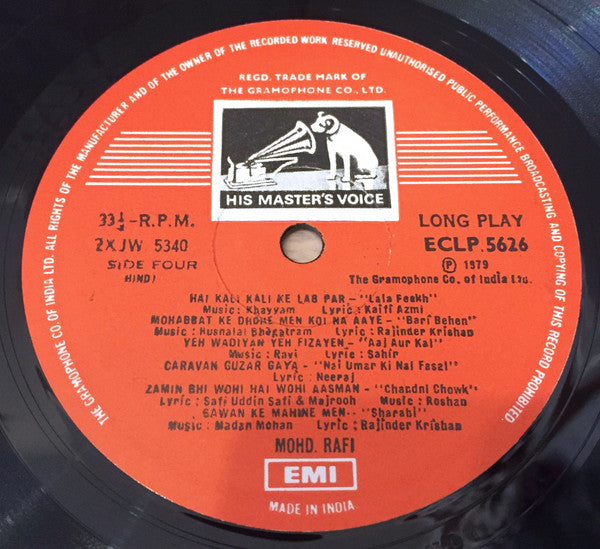 THE GRAMOPHONE CO. OF INDIA LTD. ALL RIGHTS OF THE MANUFACTURER AND OF THE OWNER OF THE RECORDED WORK RESERVED UNAUTHORISED PUBLIC PERFORMANCE BROADCASTING AND COPYING OF THIS RECORD PROHIBITED.
REGD. TRADE MARK OF
THE GRAMOPHONE CO., LTD.
HIS MASTER'S VOICE
33⅓-R.P.M.
2XJW 5340
SIDE FOUR
HINDI
LONG PLAY
ECLP.5626
Ⓟ 1979
The Gramophone Co. of India Ltd.
HAI KALI KALI KE LAB PAR - "Lala Rookh"
Music: Khayyam Lyric: Kaifi Azmi
MOHABBAT KE DHOKE MEN KOI NA AAYE - "Bari Behen"
Music : Husnalal Bhagatram Lyric : Rajinder Krishan
YEH WADIYAN YEH FIZAYEN - "Aaj Aur Kal"
Music : Ravi Lyric : Sahir
CARAVAN GUZAR GAYA - "Nai Umar Ki Nai Fasal"
Lyric : Neeraj
ZAMIN BHI WOHI HAI WOHI AASMAN - "Chandni Chowk"
Lyric : Safi Uddin Safi & Majrooh Music : Roshan
SAWAN KE MAHINE MEN-- "Sharabi"
Music: Madan Mohan Lyric : Rajinder Krishan
MOHD. RAFI
EMI
MADE IN INDIA